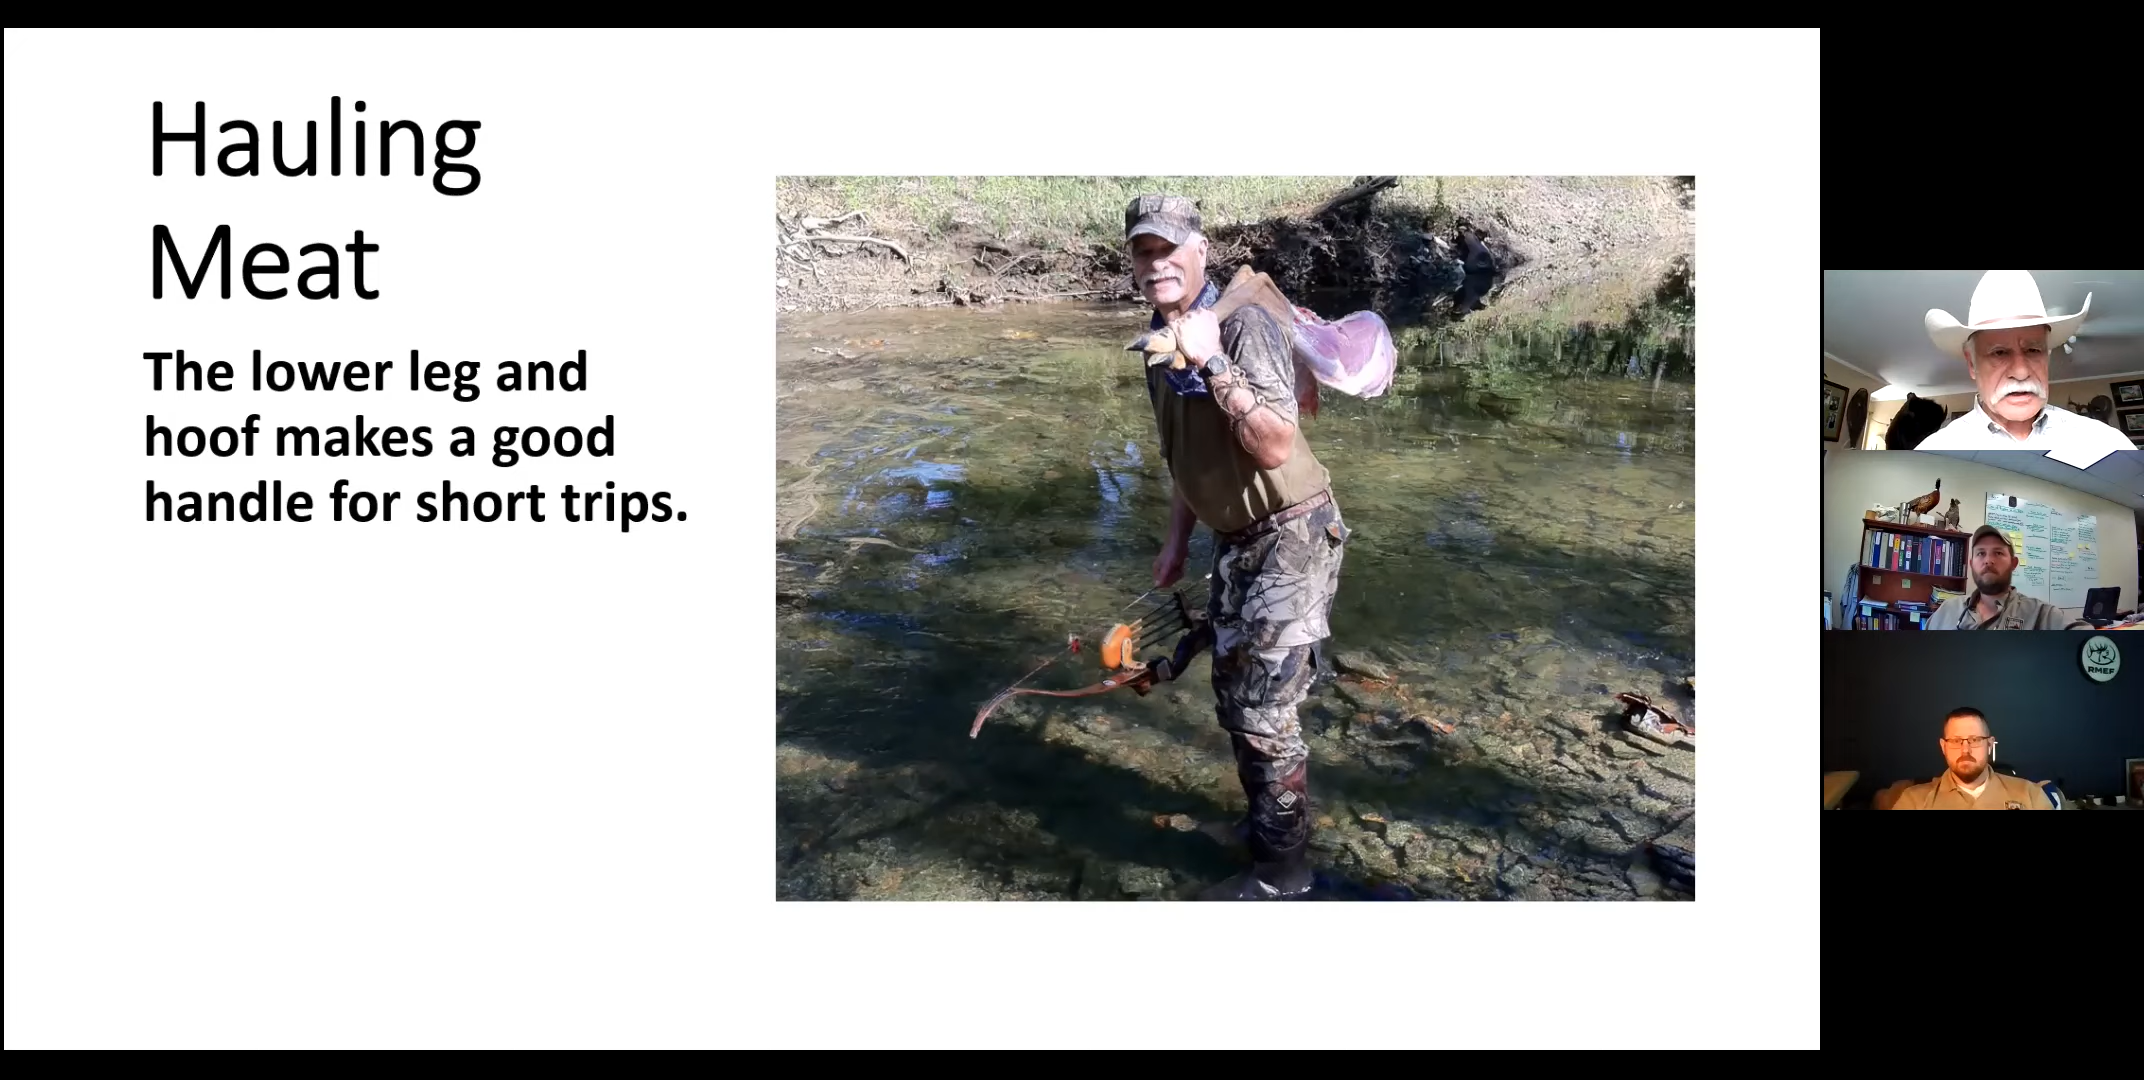 Hauling
Meat
The lower leg and
hoof makes a good
handle for short trips.
RMEF